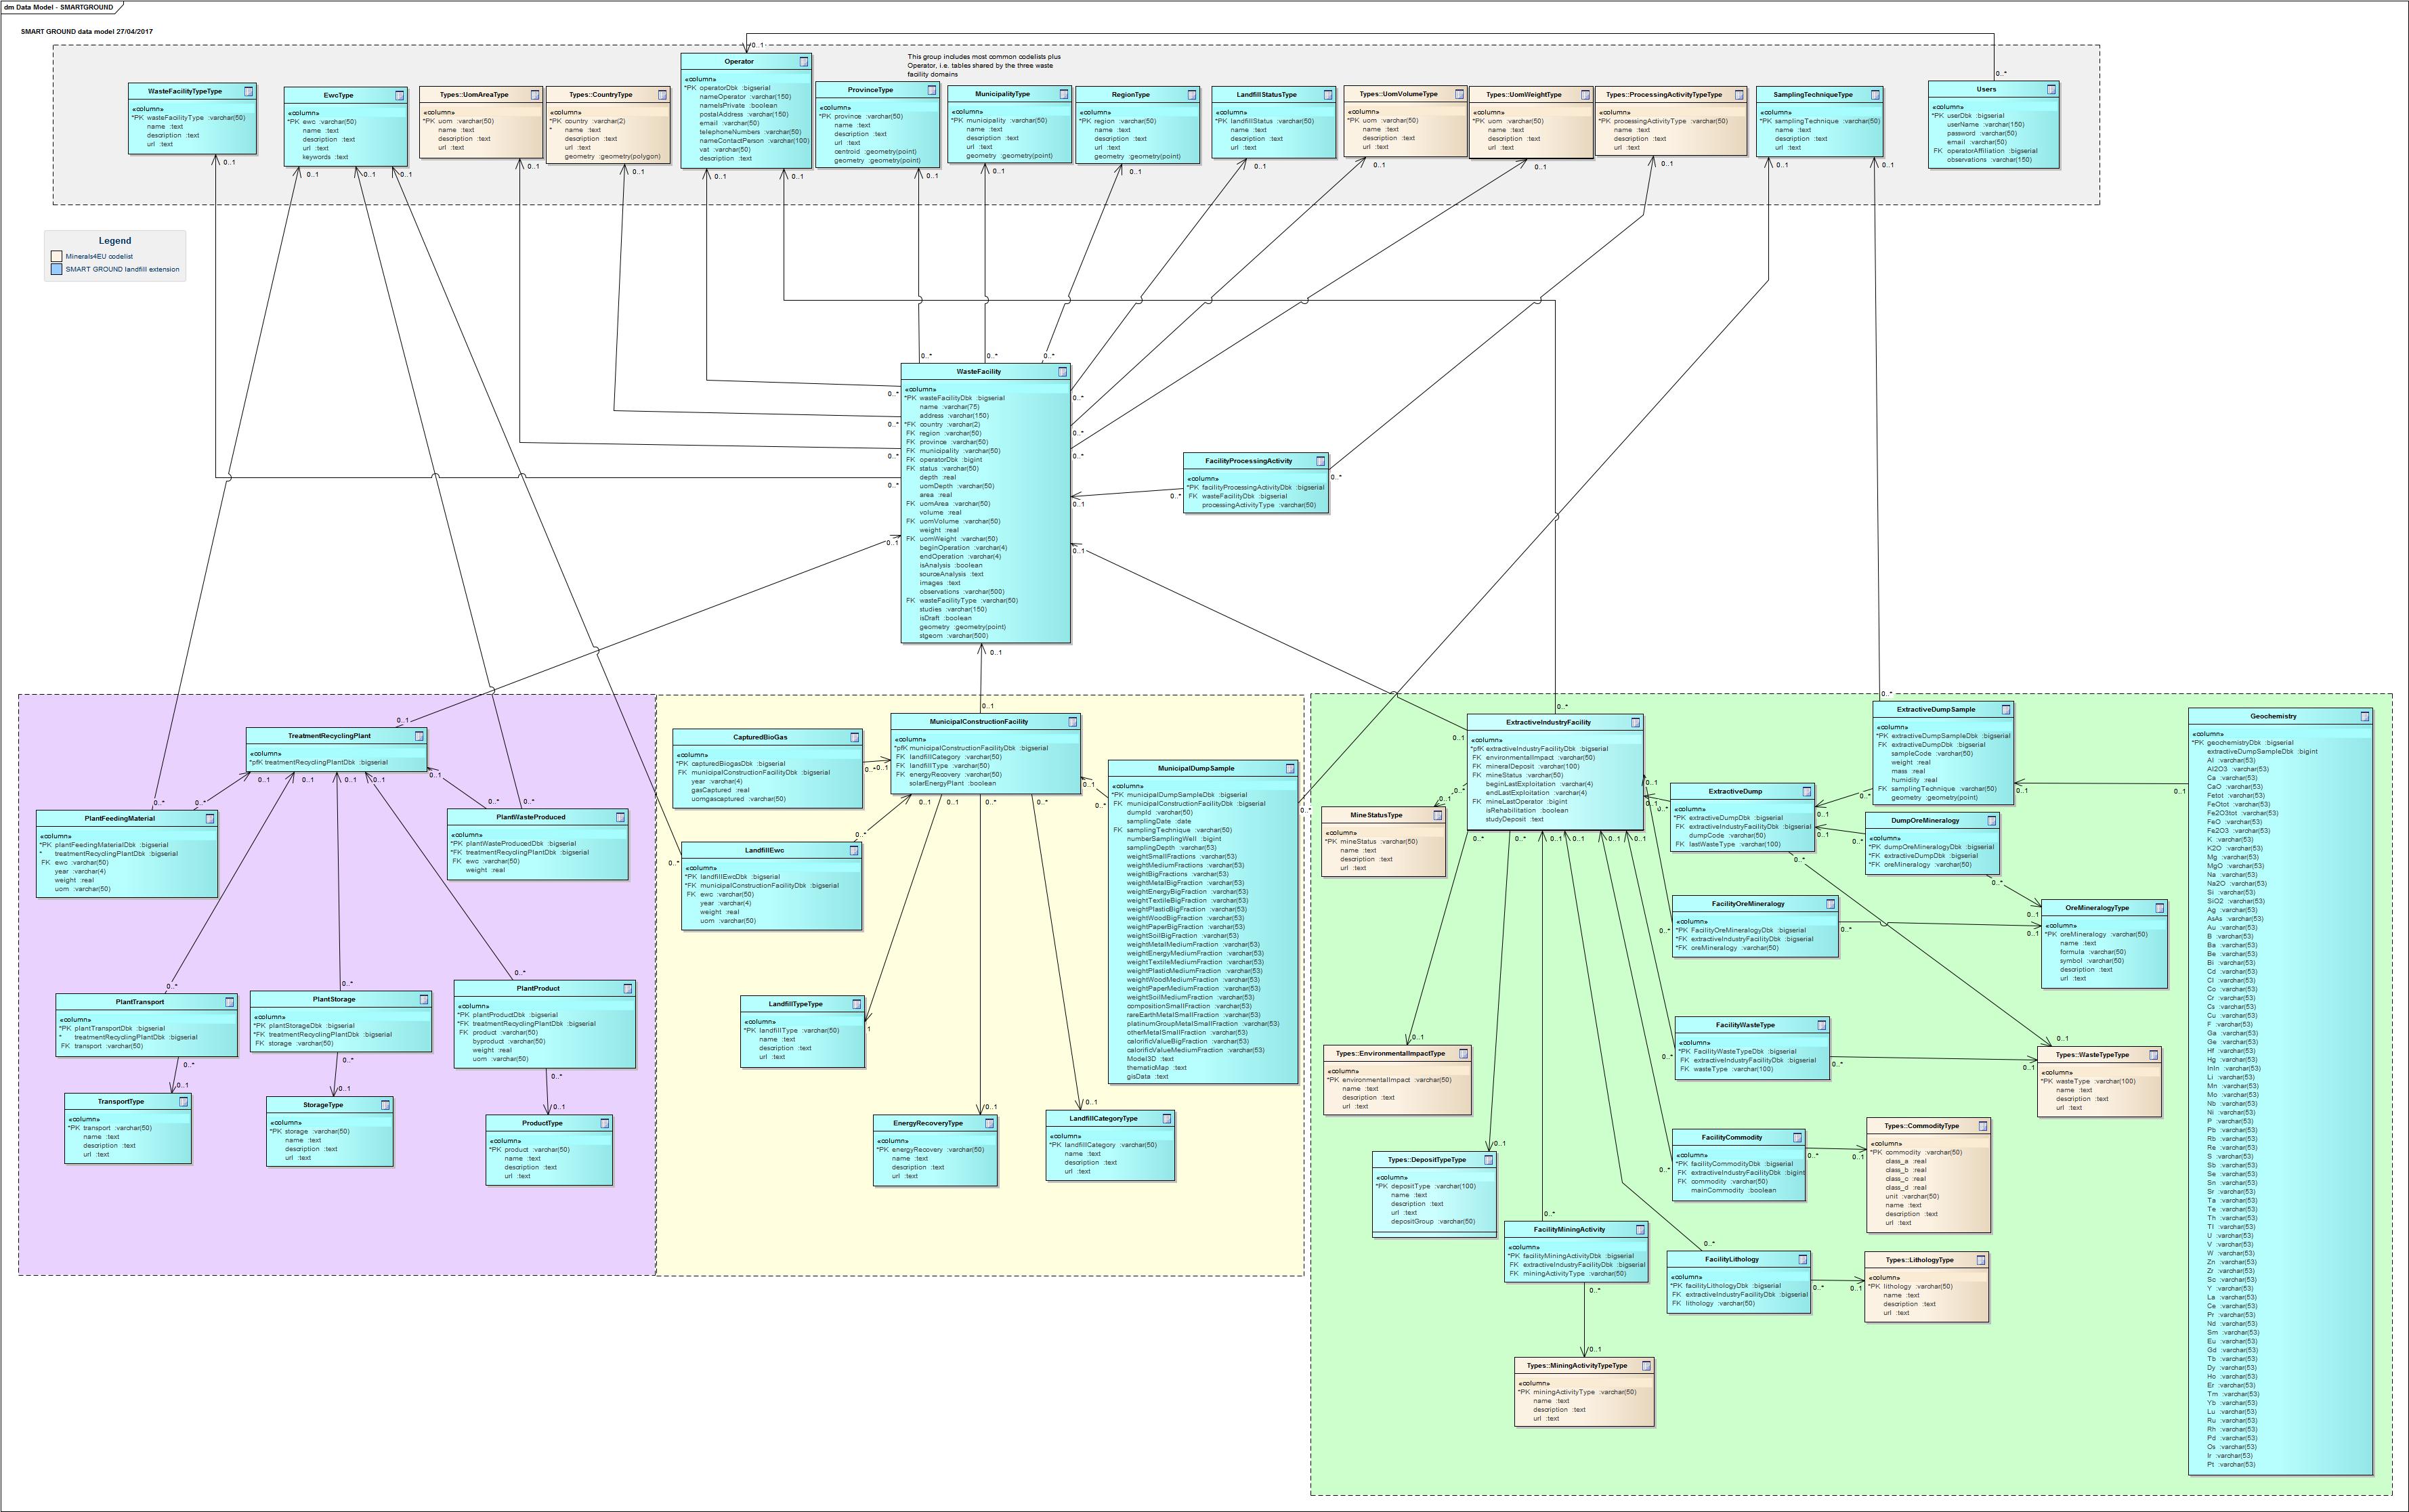 dm Data Model - SMARTGROUND
SMART GROUND data model 27/04/2017
This group includes most common codelists plus
Operator, i.e. tables shared by the three waste
facility domains
WasteFacilityTypeType
«column»
*PK wasteFacilityType :varchar(50)
name :text
description :text
url :text
EwcType
«column»
*PK ewc :varchar(50)
name :text
description :text
url :text
keywords :text
Types::UomAreaType
«column»
*PK uom :varchar(50)
name :text
description :text
url :text
Types::CountryType
«column»
*PK country :varchar(2)
* name :text
description :text
url :text
geometry :geometry(polygon)
Operator
«column»
*PK operatorDbk :bigserial
nameOperator :varchar(150)
nameIsPrivate :boolean
postalAddress :varchar(150)
email :varchar(50)
telephoneNumbers :varchar(50)
nameContactPerson :varchar(100)
vat :varchar(50)
description :text
ProvinceType
«column»
*PK province :varchar(50)
name :text
description :text
url :text
centroid :geometry(point)
geometry :geometry(point)
MunicipalityType
«column»
*PK municipality :varchar(50)
name :text
description :text
url :text
geometry :geometry(point)
RegionType
«column»
*PK region :varchar(50)
name :text
description :text
url :text
geometry :geometry(point)
LandfillStatusType
«column»
*PK landfillStatus :varchar(50)
name :text
description :text
url :text
Types::UomVolumeType
«column»
*PK uom :varchar(50)
name :text
description :text
url :text
Types::UomWeightType
«column»
*PK uom :varchar(50)
name :text
description :text
url :text
Types::ProcessingActivityTypeType
«column»
*PK processingActivityType :varchar(50)
name :text
description :text
url :text
SamplingTechniqueType
«column»
*PK samplingTechnique :varchar(50)
name :text
description :text
url :text
Users
«column»
*PK userDbk :bigserial
userName :varchar(150)
password :varchar(50)
email :varchar(50)
FK operatorAffiliation :bigserial
observations :varchar(150)
Legend
Minerals4EU codelist
SMART GROUND landfill extension
WasteFacility
«column»
*PK wasteFacilityDbk :bigserial
name :varchar(75)
address :varchar(150)
*FK country :varchar(2)
FK region :varchar(50)
FK province :varchar(50)
FK municipality :varchar(50)
FK operatorDbk :bigint
FK status :varchar(50)
depth :real
uomDepth :varchar(50)
area :real
FK uomArea :varchar(50)
volume :real
FK uomVolume :varchar(50)
weight :real
FK uomWeight :varchar(50)
beginOperation :varchar(4)
endOperation :varchar(4)
isAnalysis :boolean
sourceAnalysis :text
images :text
observations :varchar(500)
FK wasteFacilityType :varchar(50)
studies :varchar(150)
isDraft :boolean
geometry :geometry(point)
stgeom :varchar(500)
FacilityProcessingActivity
«column»
*PK facilityProcessingActivityDbk :bigserial
FK wasteFacilityDbk :bigserial
processingActivityType :varchar(50)
TreatmentRecyclingPlant
«column»
*pfK treatmentRecyclingPlantDbk :bigserial
PlantFeedingMaterial
«column»
*PK plantFeedingMaterialDbk :bigserial
* treatmentRecyclingPlantDbk :bigserial
FK ewc :varchar(50)
year :varchar(4)
weight :real
uom :varchar(50)
PlantWasteProduced
«column»
*PK plantWasteProducedDbk :bigserial
*FK treatmentRecyclingPlantDbk :bigserial
FK ewc :varchar(50)
weight :real
PlantTransport
«column»
*PK plantTransportDbk :bigserial
* treatmentRecyclingPlantDbk :bigserial
FK transport :varchar(50)
PlantStorage
«column»
*PK plantStorageDbk :bigserial
*FK treatmentRecyclingPlantDbk :bigserial
FK storage :varchar(50)
PlantProduct
«column»
*PK plantProductDbk :bigserial
*FK treatmentRecyclingPlantDbk :bigserial
FK product :varchar(50)
byproduct :varchar(50)
weight :real
uom :varchar(50)
TransportType
«column»
*PK transport :varchar(50)
name :text
description :text
url :text
StorageType
«column»
*PK storage :varchar(50)
name :text
description :text
url :text
ProductType
«column»
*PK product :varchar(50)
name :text
description :text
url :text
CapturedBioGas
«column»
*PK capturedBiogasDbk :bigserial
FK municipalConstructionFacilityDbk :bigserial
year :varchar(4)
gasCaptured :real
uomgascaptured :varchar(50)
MunicipalConstructionFacility
«column»
*pfK municipalConstructionFacilityDbk :bigserial
FK landfillCategory :varchar(50)
FK landfillType :varchar(50)
FK energyRecovery :varchar(50)
solarEnergyPlant :boolean
LandfillEwc
«column»
*PK landfillEwcDbk :bigserial
*FK municipalConstructionFacilityDbk :bigserial
FK ewc :varchar(50)
year :varchar(4)
weight :real
uom :varchar(50)
MunicipalDumpSample
«column»
*PK municipalDumpSampleDbk :bigserial
FK municipalConstructionFacilityDbk :bigserial
dumpId :varchar(50)
samplingDate :date
FK samplingTechnique :varchar(50)
numberSamplingWell :bigint
samplingDepth :varchar(53)
weightSmallFractions :varchar(53)
weightMediumFractions :varchar(53)
weightBigFractions :varchar(53)
weightMetalBigFraction :varchar(53)
weightEnergyBigFraction :varchar(53)
weightTextileBigFraction :varchar(53)
weightPlasticBigFraction :varchar(53)
weightWoodBigFraction :varchar(53)
weightPaperBigFraction :varchar(53)
weightSoilBigFraction :varchar(53)
weightMetalMediumFraction :varchar(53)
weightEnergyMediumFraction :varchar(53)
weightTextileMediumFraction :varchar(53)
weightPlasticMediumFraction :varchar(53)
weightWoodMediumFraction :varchar(53)
weightPaperMediumFraction :varchar(53)
weightSoilMediumFraction :varchar(53)
compositionSmallFraction :varchar(53)
rareEarthMetalSmallFraction :varchar(53)
platinumGroupMetalSmallFraction :varchar(53)
otherMetalSmallFraction :varchar(53)
calorificValueBigFraction :varchar(53)
calorificValueMediumFraction :varchar(53)
Model3D :text
thematicMap :text
gisData :text
LandfillTypeType
«column»
*PK landfillType :varchar(50)
name :text
description :text
url :text
EnergyRecoveryType
«column»
*PK energyRecovery :varchar(50)
name :text
description :text
url :text
LandfillCategoryType
«column»
*PK landfillCategory :varchar(50)
name :text
description :text
url :text
ExtractiveIndustryFacility
«column»
*pfK extractiveIndustryFacilityDbk :bigserial
FK environmentalImpact :varchar(50)
FK mineralDeposit :varchar(100)
FK mineStatus :varchar(50)
beginLastExploitation :varchar(4)
endLastExploitation :varchar(4)
FK mineLastOperator :bigint
isRehabilitation :boolean
studyDeposit :text
MineStatusType
«column»
*PK mineStatus :varchar(50)
name :text
description :text
url :text
ExtractiveDumpSample
«column»
*PK extractiveDumpSampleDbk :bigserial
FK extractiveDumpDbk :bigserial
sampleCode :varchar(50)
weight :real
mass :real
humidity :real
FK samplingTechnique :varchar(50)
geometry :geometry(point)
ExtractiveDump
«column»
*PK extractiveDumpDbk :bigserial
*FK extractiveIndustryFacilityDbk :bigserial
dumpCode :varchar(50)
FK lastWasteType :varchar(100)
DumpOreMineralogy
«column»
*PK dumpOreMineralogyDbk :bigserial
*FK extractiveDumpDbk :bigserial
*FK oreMineralogy :varchar(50)
FacilityOreMineralogy
«column»
*PK FacilityOreMineralogyDbk :bigserial
*FK extractiveIndustryFacilityDbk :bigserial
*FK oreMineralogy :varchar(50)
OreMineralogyType
«column»
*PK oreMineralogy :varchar(50)
name :text
formula :varchar(50)
symbol :varchar(50)
description :text
url :text
FacilityWasteType
«column»
*PK FacilityWasteTypeDbk :bigserial
FK extractiveIndustryFacilityDbk :bigserial
FK wasteType :varchar(100)
Types::WasteTypeType
«column»
*PK wasteType :varchar(100)
name :text
description :text
url :text
Types::EnvironmentalImpactType
«column»
*PK environmentalImpact :varchar(50)
name :text
description :text
url :text
Types::DepositTypeType
«column»
*PK depositType :varchar(100)
name :text
description :text
url :text
depositGroup :varchar(50)
FacilityCommodity
«column»
*PK facilityCommodityDbk :bigserial
FK extractiveIndustryFacilityDbk :bigint
FK commodity :varchar(50)
mainCommodity :boolean
Types::CommodityType
«column»
*PK commodity :varchar(50)
class_a :real
class_b :real
class_c :real
class_d :real
unit :varchar(50)
name :text
description :text
url :text
FacilityMiningActivity
«column»
*PK facilityMiningActivityDbk :bigserial
FK extractiveIndustryFacilityDbk :bigserial
FK miningActivityType :varchar(50)
FacilityLithology
«column»
*PK facilityLithologyDbk :bigserial
FK extractiveIndustryFacilityDbk :bigserial
FK lithology :varchar(50)
Types::LithologyType
«column»
*PK lithology :varchar(50)
name :text
description :text
url :text
Types::MiningActivityTypeType
«column»
*PK miningActivityType :varchar(50)
name :text
description :text
url :text
Geochemistry
«column»
*PK geochemistryDbk :bigserial
extractiveDumpSampleDbk :bigint
Al :varchar(53)
Al2O3 :varchar(53)
Ca :varchar(53)
CaO :varchar(53)
Fetot :varchar(53)
FeOtot :varchar(53)
Fe2O3tot :varchar(53)
FeO :varchar(53)
Fe2O3 :varchar(53)
K :varchar(53)
K2O :varchar(53)
Mg :varchar(53)
MgO :varchar(53)
Na :varchar(53)
Na2O :varchar(53)
Si :varchar(53)
SiO2 :varchar(53)
Ag :varchar(53)
AsAs :varchar(53)
Au :varchar(53)
B :varchar(53)
Ba :varchar(53)
Be :varchar(53)
Bi :varchar(53)
Cd :varchar(53)
Cl :varchar(53)
Co :varchar(53)
Cr :varchar(53)
Cs :varchar(53)
Cu :varchar(53)
F :varchar(53)
Ga :varchar(53)
Ge :varchar(53)
Hf :varchar(53)
Hg :varchar(53)
InIn :varchar(53)
Li :varchar(53)
Mn :varchar(53)
Mo :varchar(53)
Nb :varchar(53)
Ni :varchar(53)
P :varchar(53)
Pb :varchar(53)
Rb :varchar(53)
Re :varchar(53)
S :varchar(53)
Sb :varchar(53)
Se :varchar(53)
Sn :varchar(53)
Sr :varchar(53)
Ta :varchar(53)
Te :varchar(53)
Th :varchar(53)
Tl :varchar(53)
U :varchar(53)
V :varchar(53)
W :varchar(53)
Zn :varchar(53)
Zr :varchar(53)
Sc :varchar(53)
Y :varchar(53)
La :varchar(53)
Ce :varchar(53)
Pr :varchar(53)
Nd :varchar(53)
Sm :varchar(53)
Eu :varchar(53)
Gd :varchar(53)
Tb :varchar(53)
Dy :varchar(53)
Ho :varchar(53)
Er :varchar(53)
Tm :varchar(53)
Yb :varchar(53)
Lu :varchar(53)
Ru :varchar(53)
Rh :varchar(53)
Pd :varchar(53)
Os :varchar(53)
Ir :varchar(53)
Pt :varchar(53)